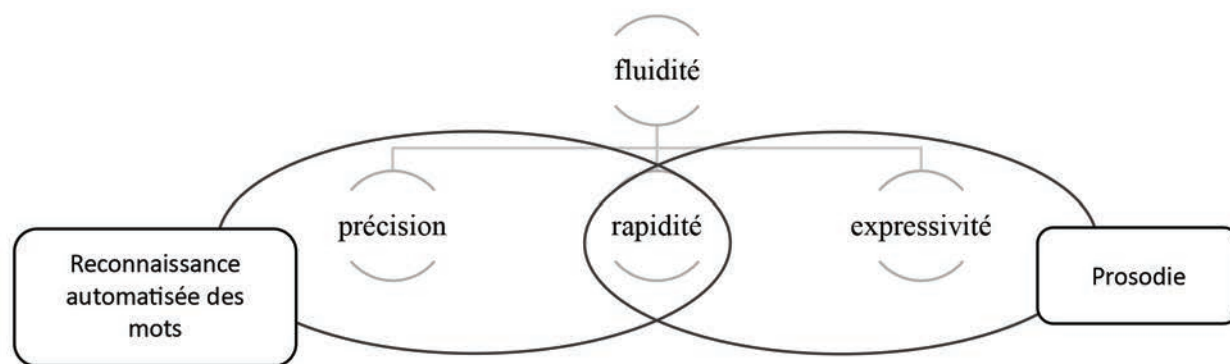 fluidité
précision
rapidité
expressivité
Reconnaissance
automatisée des
mots
Prosodie